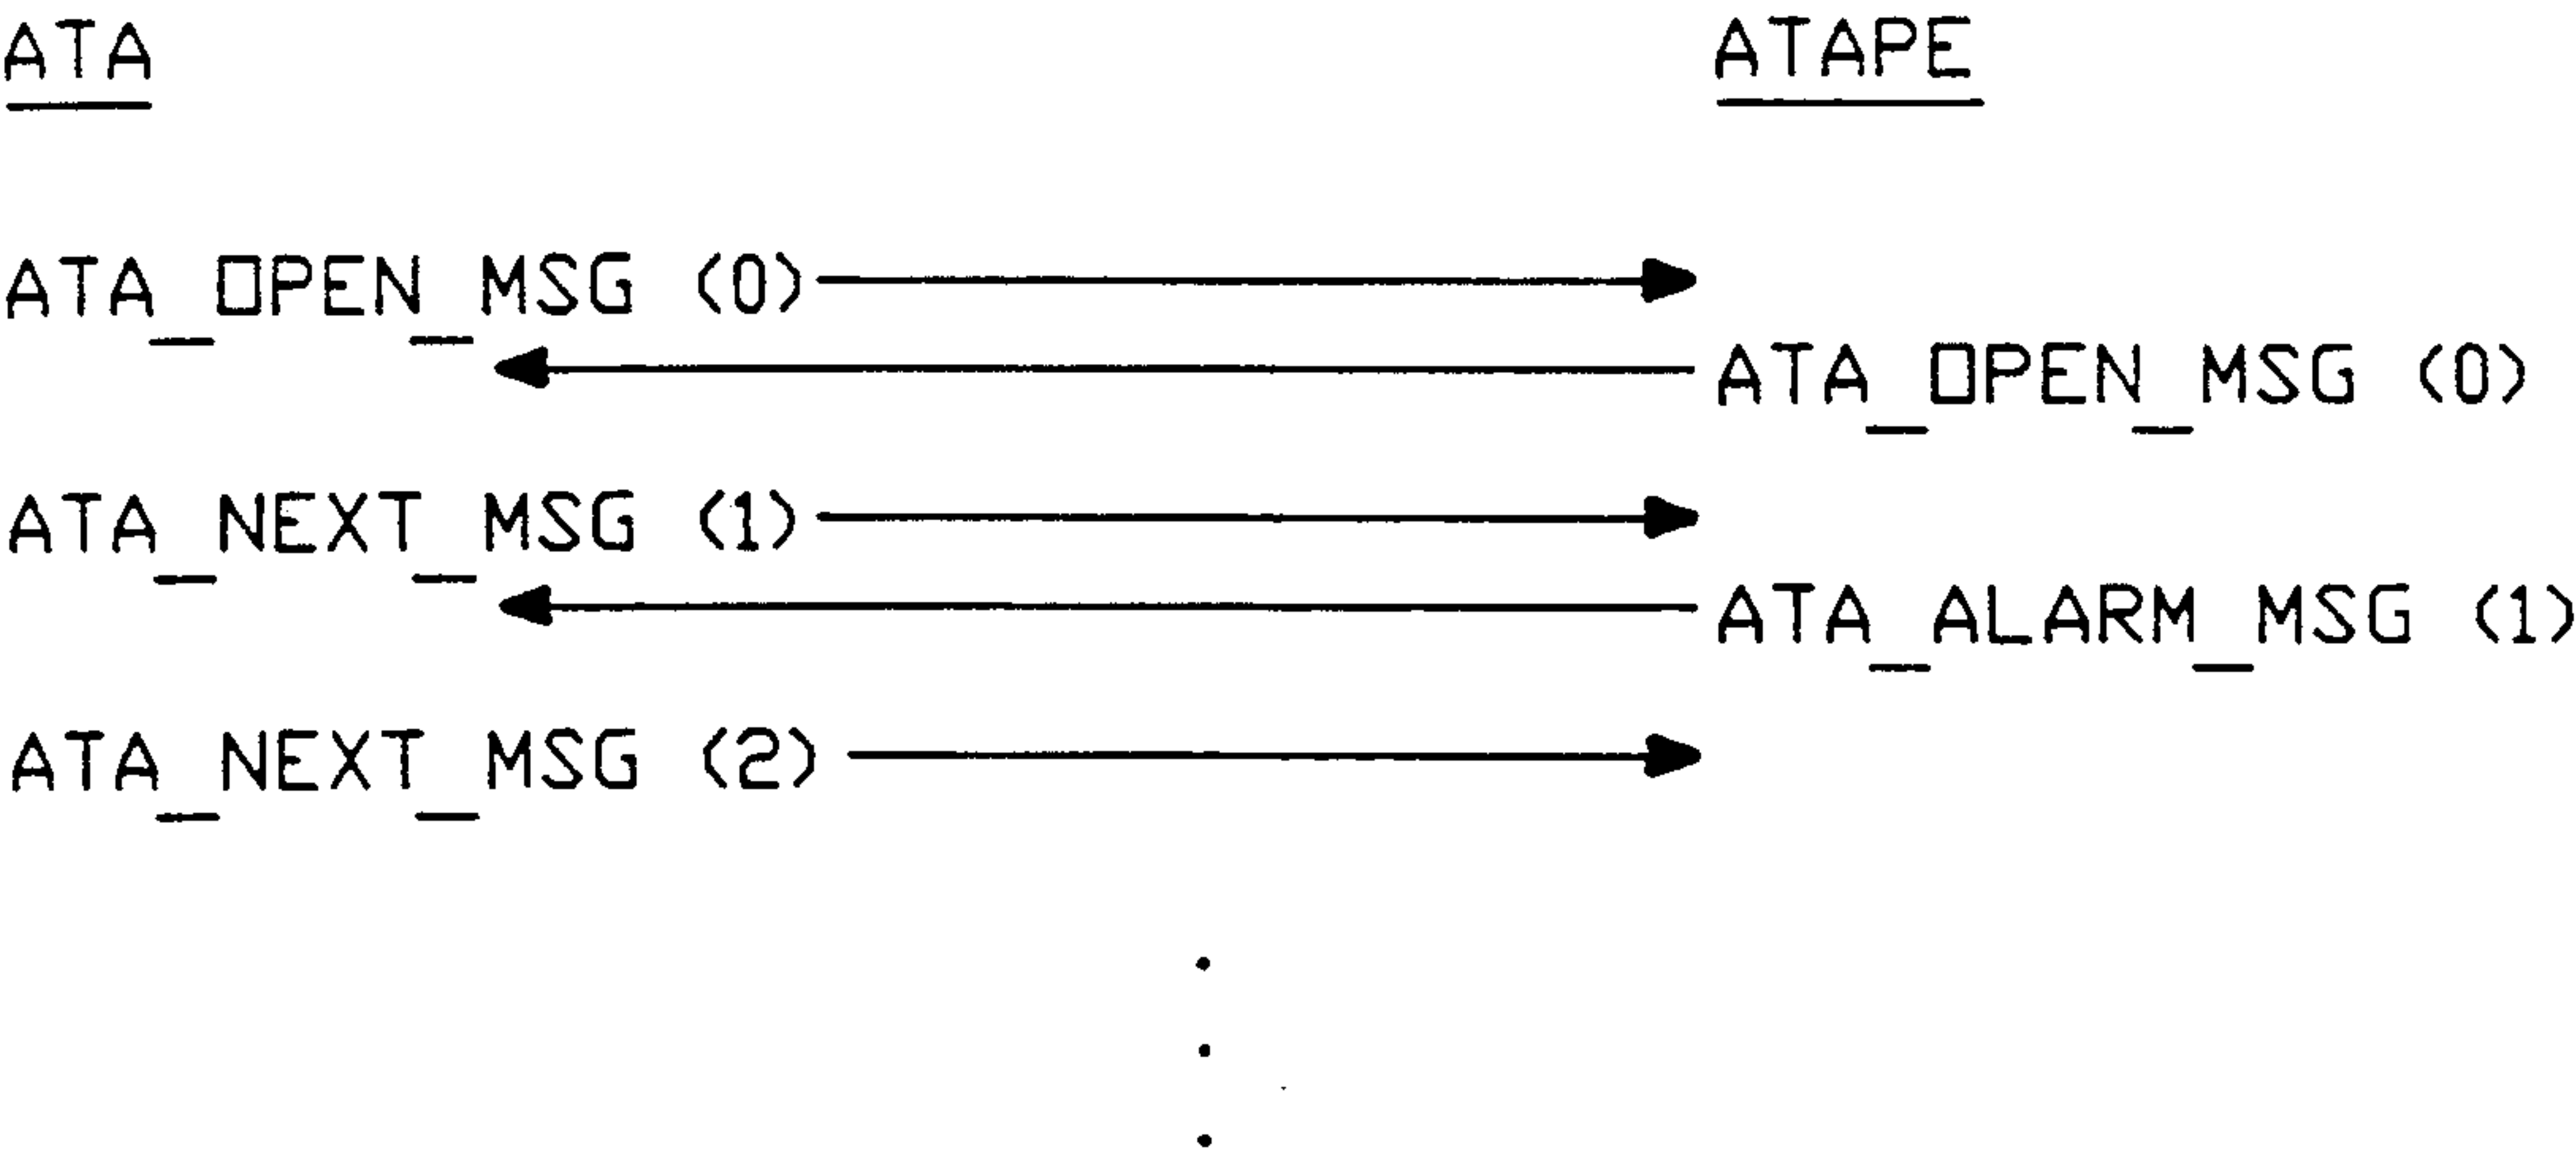 ATA ATAPE
ATA_OPEN_MSG (0)
ATA_OPEN_MSG (0)
ATA_NEXT_MSG (1)
ATA_ALARM_MSG (1)
ATA_NEXT_MSG (2)